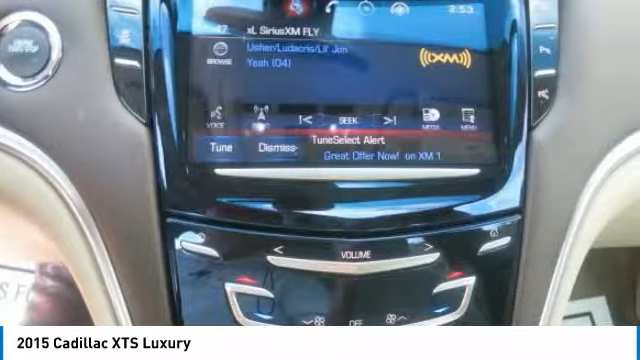 2:53
42 xL SiriusXM FLY
Usher/Ludacris/Lil' Jon
Yeah (04)
((XM))
BROWSE
SEEK
VOICE
MENU
TuneSelect Alert
Tune Dismiss
Great Offer Now! on XM 1
VOLUME
OFF
2015 Cadillac XTS Luxury